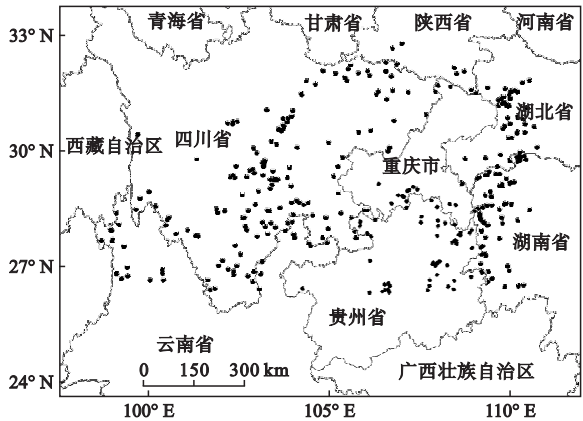 33° N
青海省
甘肃省
陕西省
河南省
湖北省
西藏自治区
四川省
30° N
重庆市
湖南省
27° N
贵州省
云南省
0 150 300 km
广西壮族自治区
24° N
100° E 105° E 110° E